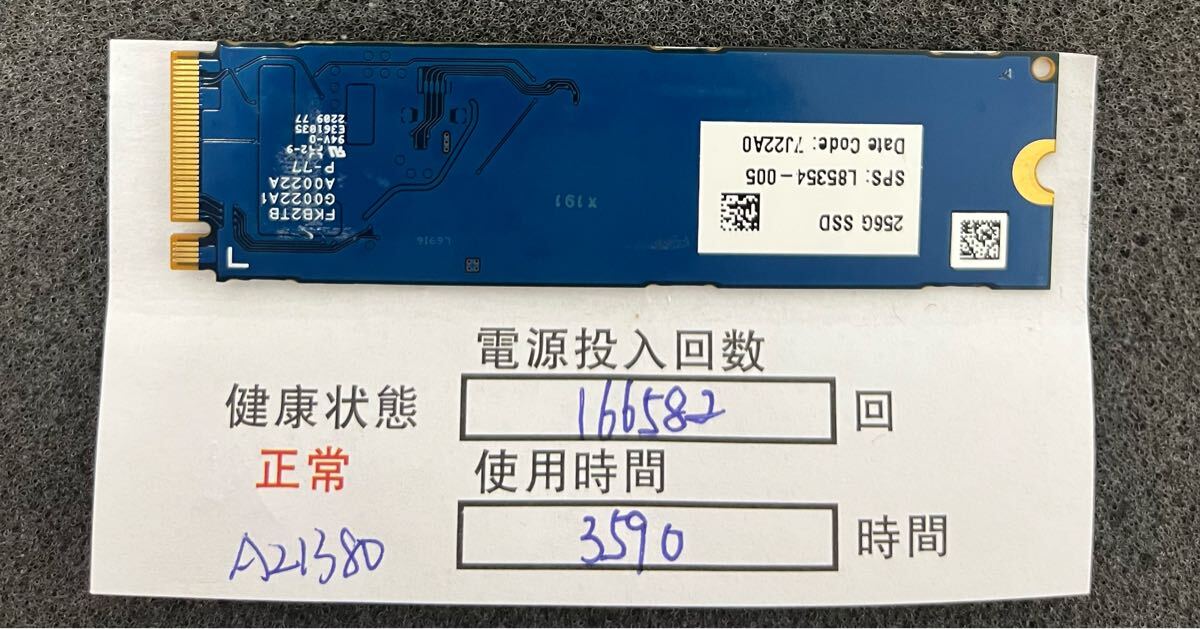 FKB2TB
G0022A1
A0022A
P-77
94V-0
E361035
2209 77
256G SSD
SPS: L85354-005
Date Code: 7J22A0
X191
電源投入回数
健康状態
166582
回
正常
使用時間
A21380
3590
時間